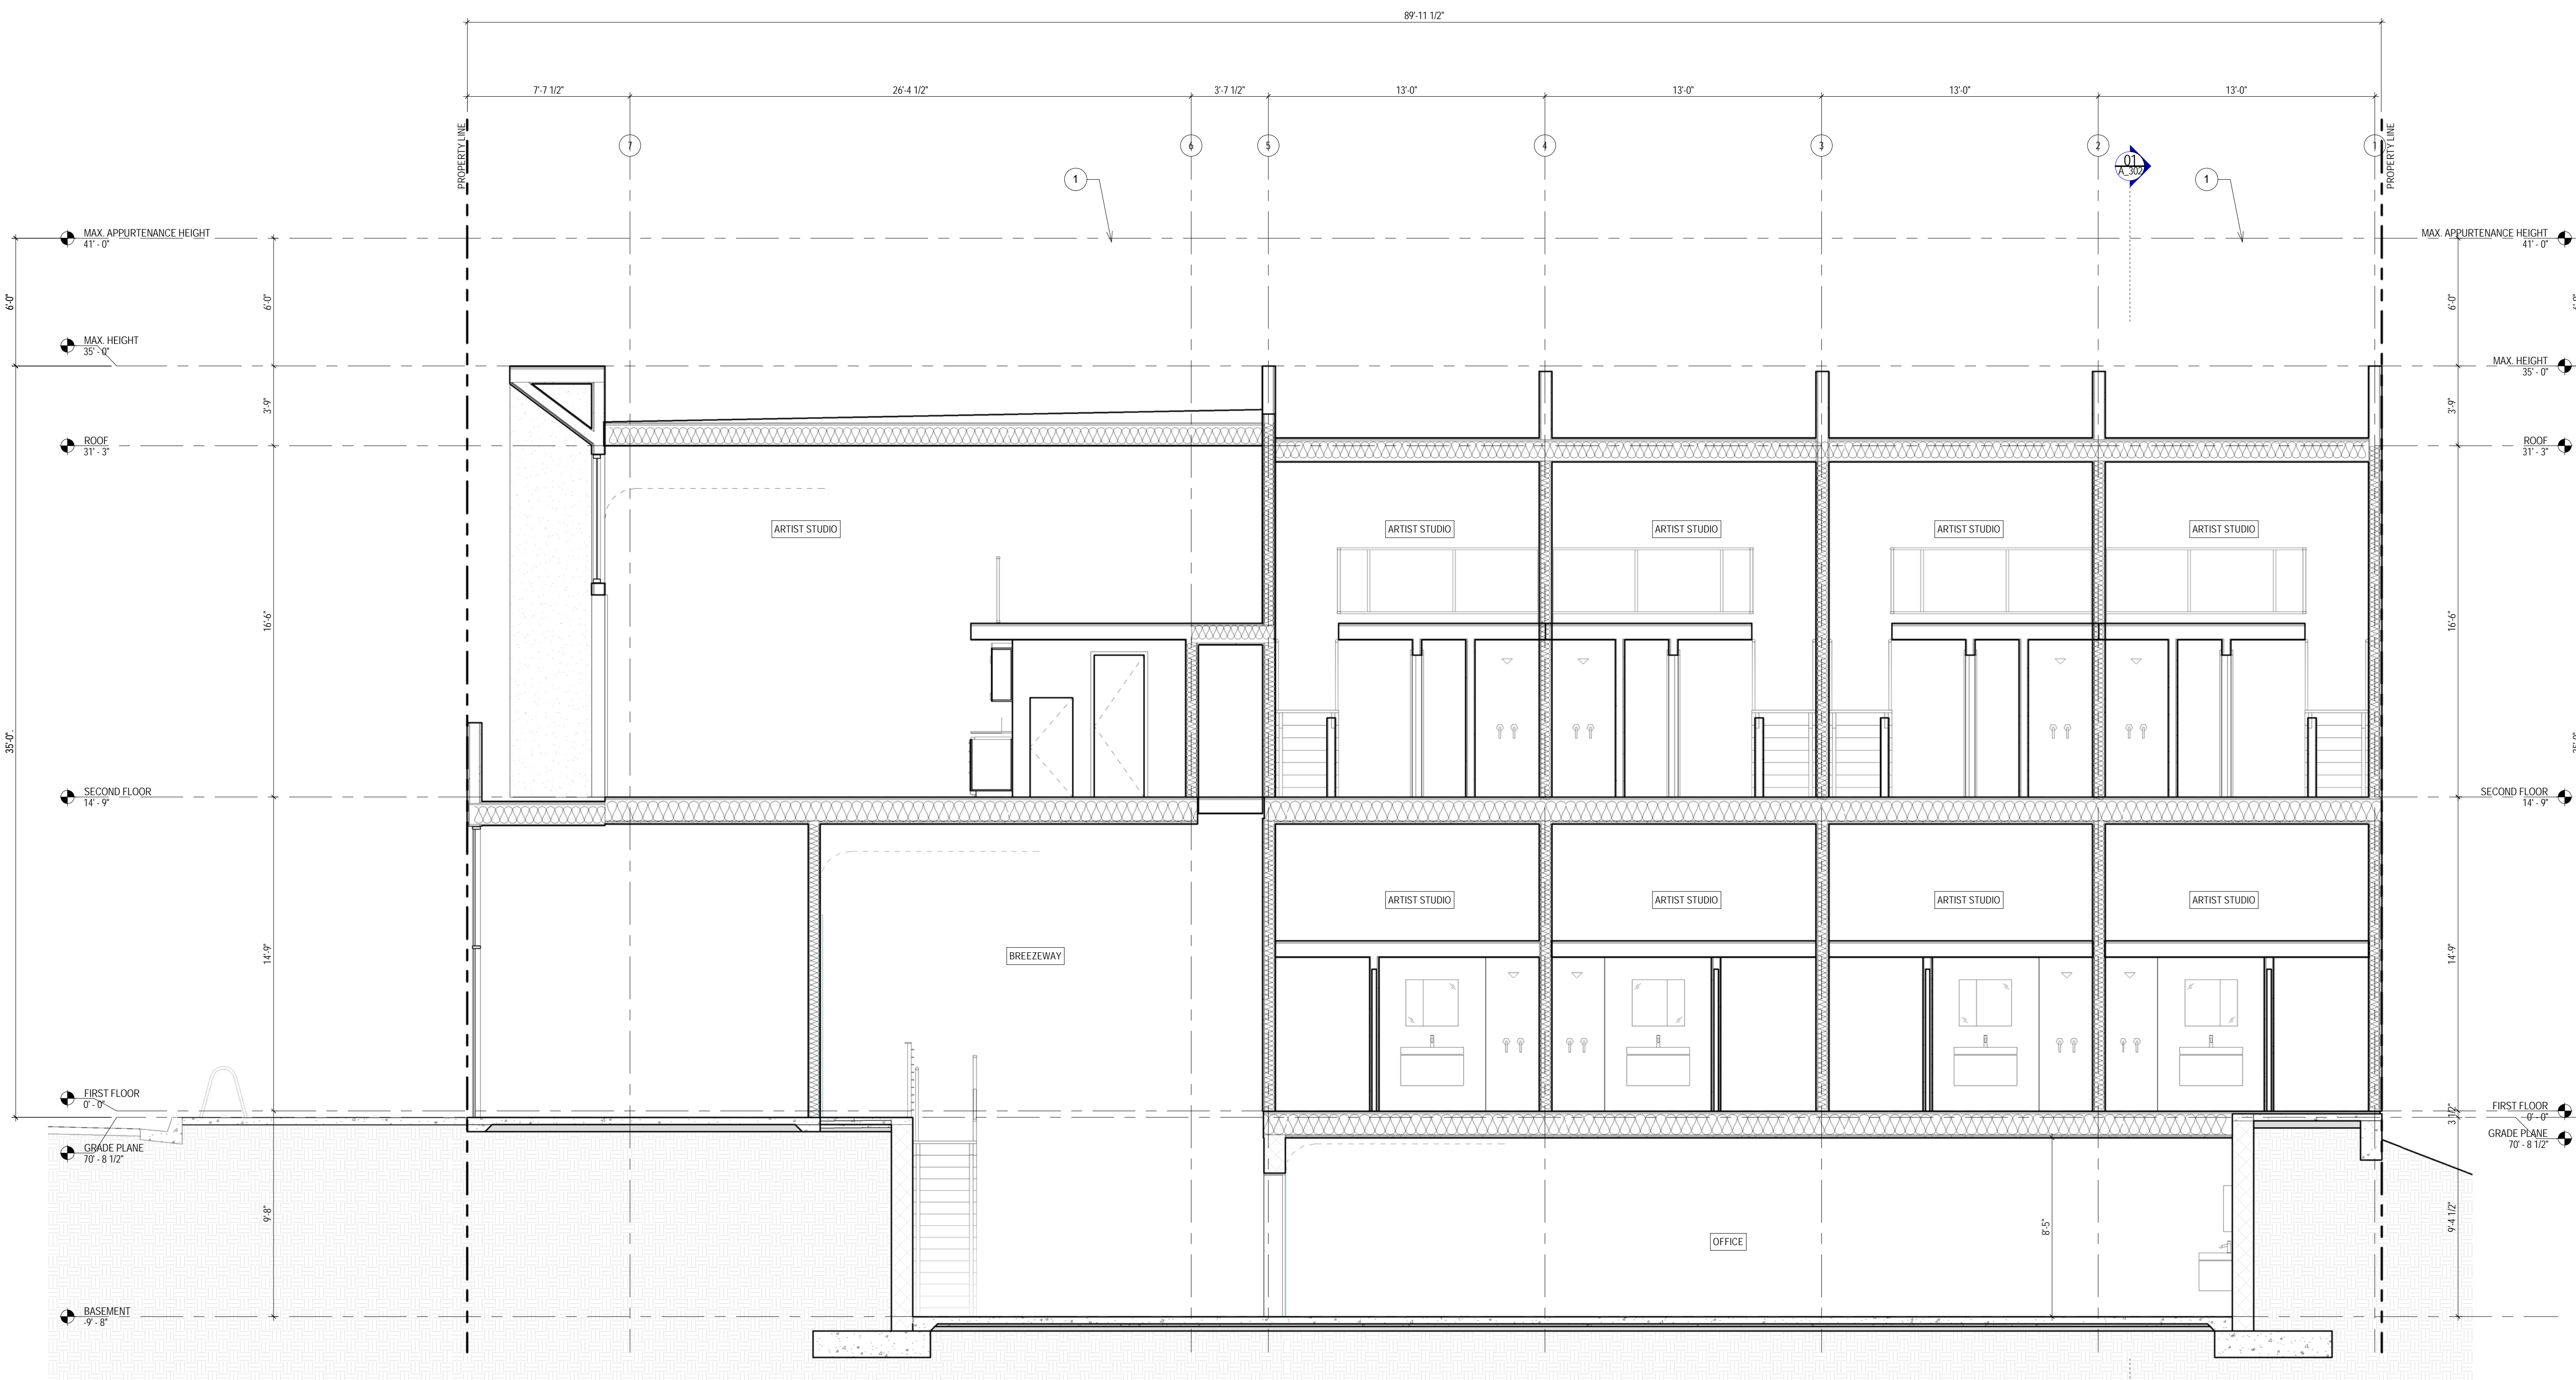 89'-11 1/2"
7'-7 1/2"
26'-4 1/2"
3'-7 1/2"
13'-0"
13'-0"
13'-0"
13'-0"
PROPERTY LINE
PROPERTY LINE
7
6
5
4
3
2
1
01
A_302
1
1
MAX. APPURTENANCE HEIGHT
41' - 0"
MAX. APPURTENANCE HEIGHT
41' - 0"
6'-0"
6'-0"
6'-0"
MAX. HEIGHT
35' - 0"
MAX. HEIGHT
35' - 0"
3'-9"
3'-9"
ROOF
31' - 3"
ROOF
31' - 3"
ARTIST STUDIO
ARTIST STUDIO
ARTIST STUDIO
ARTIST STUDIO
ARTIST STUDIO
16'-6"
16'-6"
35'-0".
SECOND FLOOR
14' - 9"
SECOND FLOOR
14' - 9"
ARTIST STUDIO
ARTIST STUDIO
ARTIST STUDIO
ARTIST STUDIO
BREEZEWAY
14'-9"
14'-9"
FIRST FLOOR
0' - 0"
FIRST FLOOR
0' - 0"
3 1/2"
GRADE PLANE
70' - 8 1/2"
GRADE PLANE
70' - 8 1/2"
9'-8"
8'-5"
9'-4 1/2"
OFFICE
BASEMENT
-9' - 8"